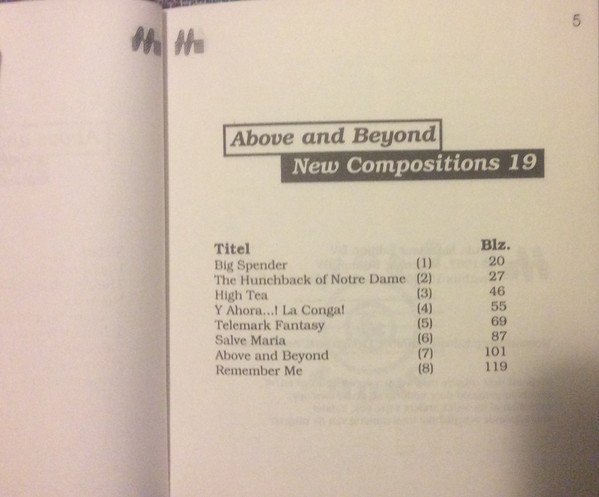 5
Above and Beyond
New Compositions 19
Titel Blz.
Big Spender (1) 20
The Hunchback of Notre Dame (2) 27
High Tea (3) 46
Y Ahora...! La Conga! (4) 55
Telemark Fantasy (5) 69
Salve Maria (6) 87
Above and Beyond (7) 101
Remember Me (8) 119